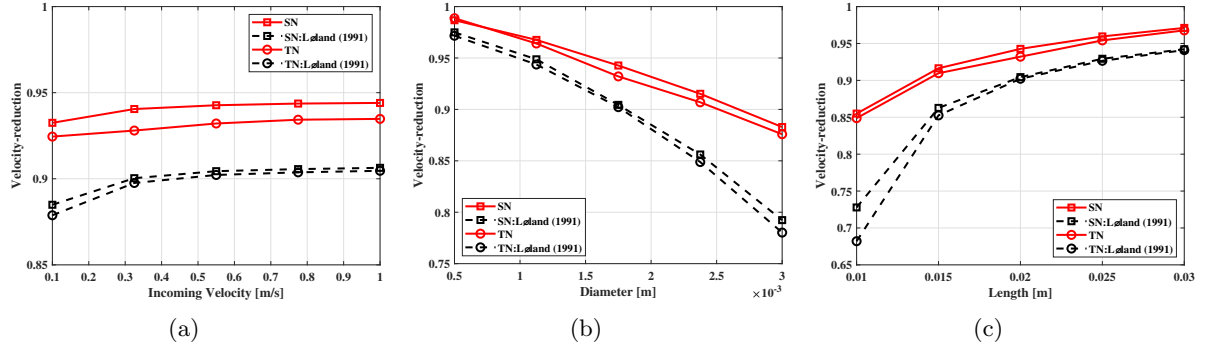 1
0.95
0.9
0.85
Velocity-reduction
SN
SN:Løland (1991)
TN
TN:Løland (1991)
0.1 0.2 0.3 0.4 0.5 0.6 0.7 0.8 0.9 1
Incoming Velocity [m/s]
(a)
1
0.95
0.9
0.85
0.8
0.75
Velocity-reduction
SN
SN:Løland (1991)
TN
TN:Løland (1991)
0.5 1 1.5 2 2.5 3
Diameter [m] ×10⁻³
(b)
1
0.95
0.9
0.85
0.8
0.75
0.7
0.65
Velocity-reduction
SN
SN:Løland (1991)
TN
TN:Løland (1991)
0.01 0.015 0.02 0.025 0.03
Length [m]
(c)